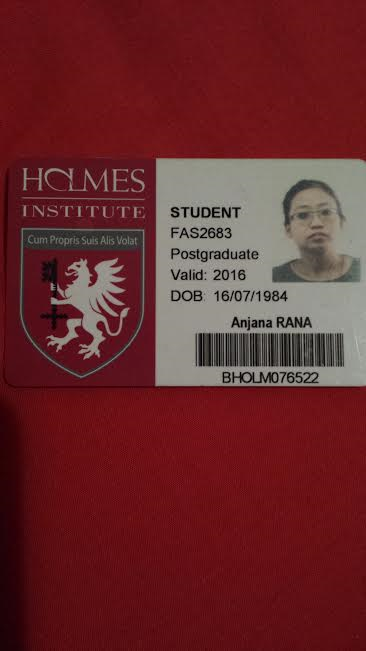 HOLMES
INSTITUTE
Cum Propris Suis Alis Volat
STUDENT
FAS2683
Postgraduate
Valid: 2016
DOB: 16/07/1984
Anjana RANA
BHOLM076522